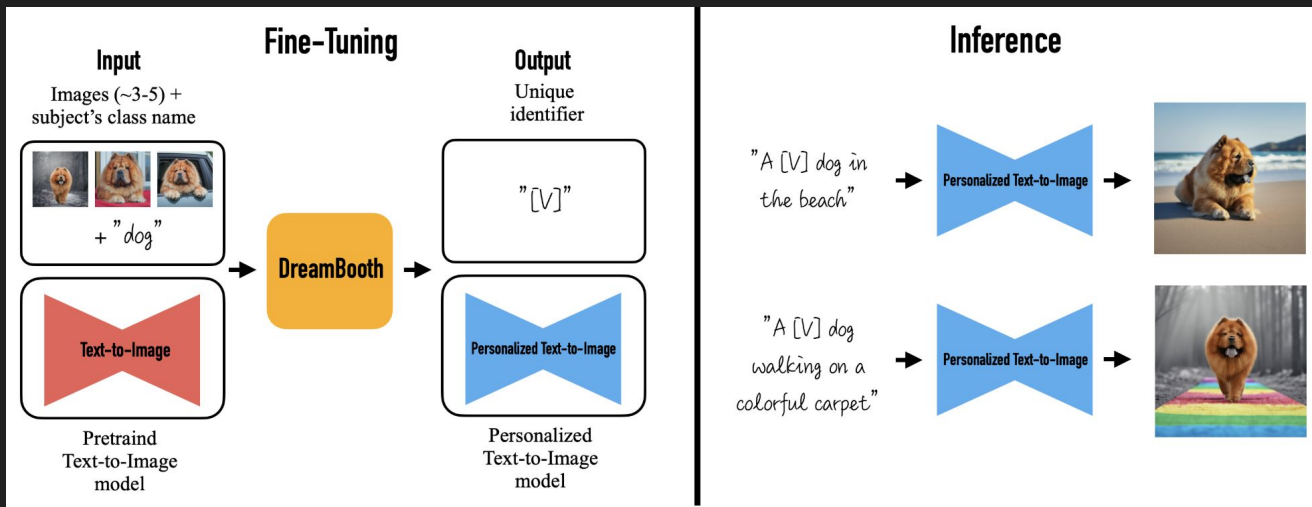 Fine-Tuning
Input
Images (~3-5) +
subject's class name
+ "dog"
Text-to-Image
Pretraind
Text-to-Image
model
DreamBooth
Output
Unique
identifier
"[V]"
Personalized Text-to-Image
Personalized
Text-to-Image
model
Inference
"A [V] dog in
the beach"
Personalized Text-to-Image
"A [V] dog
walking on a
colorful carpet"
Personalized Text-to-Image